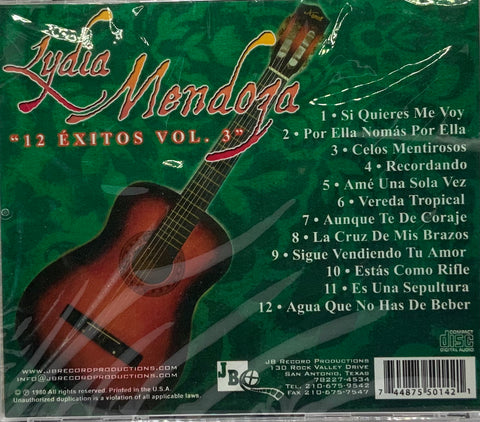 Lydia
Mendoza
"12 ÉXITOS VOL. 3"
1 • Si Quieres Me Voy
2 • Por Ella Nomás Por Ella
3 • Celos Mentirosos
4 • Recordando
5 • Amé Una Sola Vez
6 • Vereda Tropical
7 • Aunque Te De Coraje
8 • La Cruz De Mis Brazos
9 • Sigue Vendiendo Tu Amor
10 • Estás Como Rifle
11 • Es Una Sepultura
12 • Agua Que No Has De Beber
COMPACT
disc
DIGITAL AUDIO
WWW.JBRECORDPRODUCTIONS.COM
INFO@JBRECORDPRODUCTIONS.COM
© 1980 All rights reserved. Printed in the U.S.A.
Unauthorized duplication is a violation of all applicable laws.
JB
JB RECORD PRODUCTIONS
130 ROCK VALLEY DRIVE
SAN ANTONIO, TEXAS
78227-4534
TEL 210-675-9542
FAX 210-675-7547
7 44875 50142 1